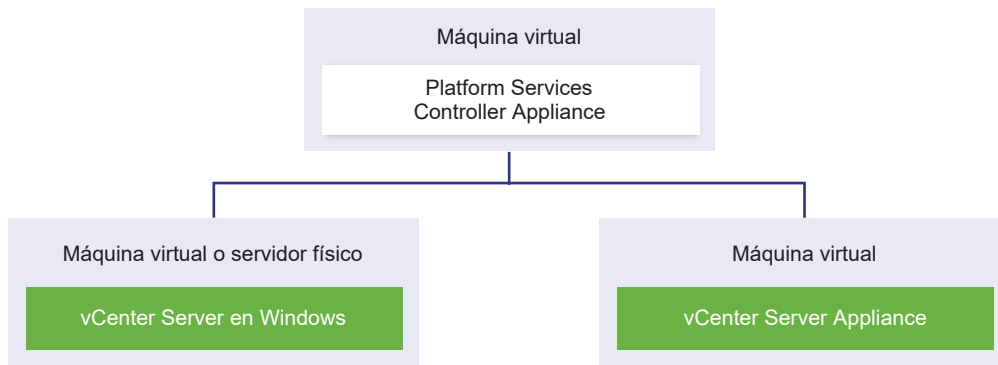 Máquina virtual
Platform Services
Controller Appliance
Máquina virtual o servidor físico
vCenter Server en Windows
Máquina virtual
vCenter Server Appliance